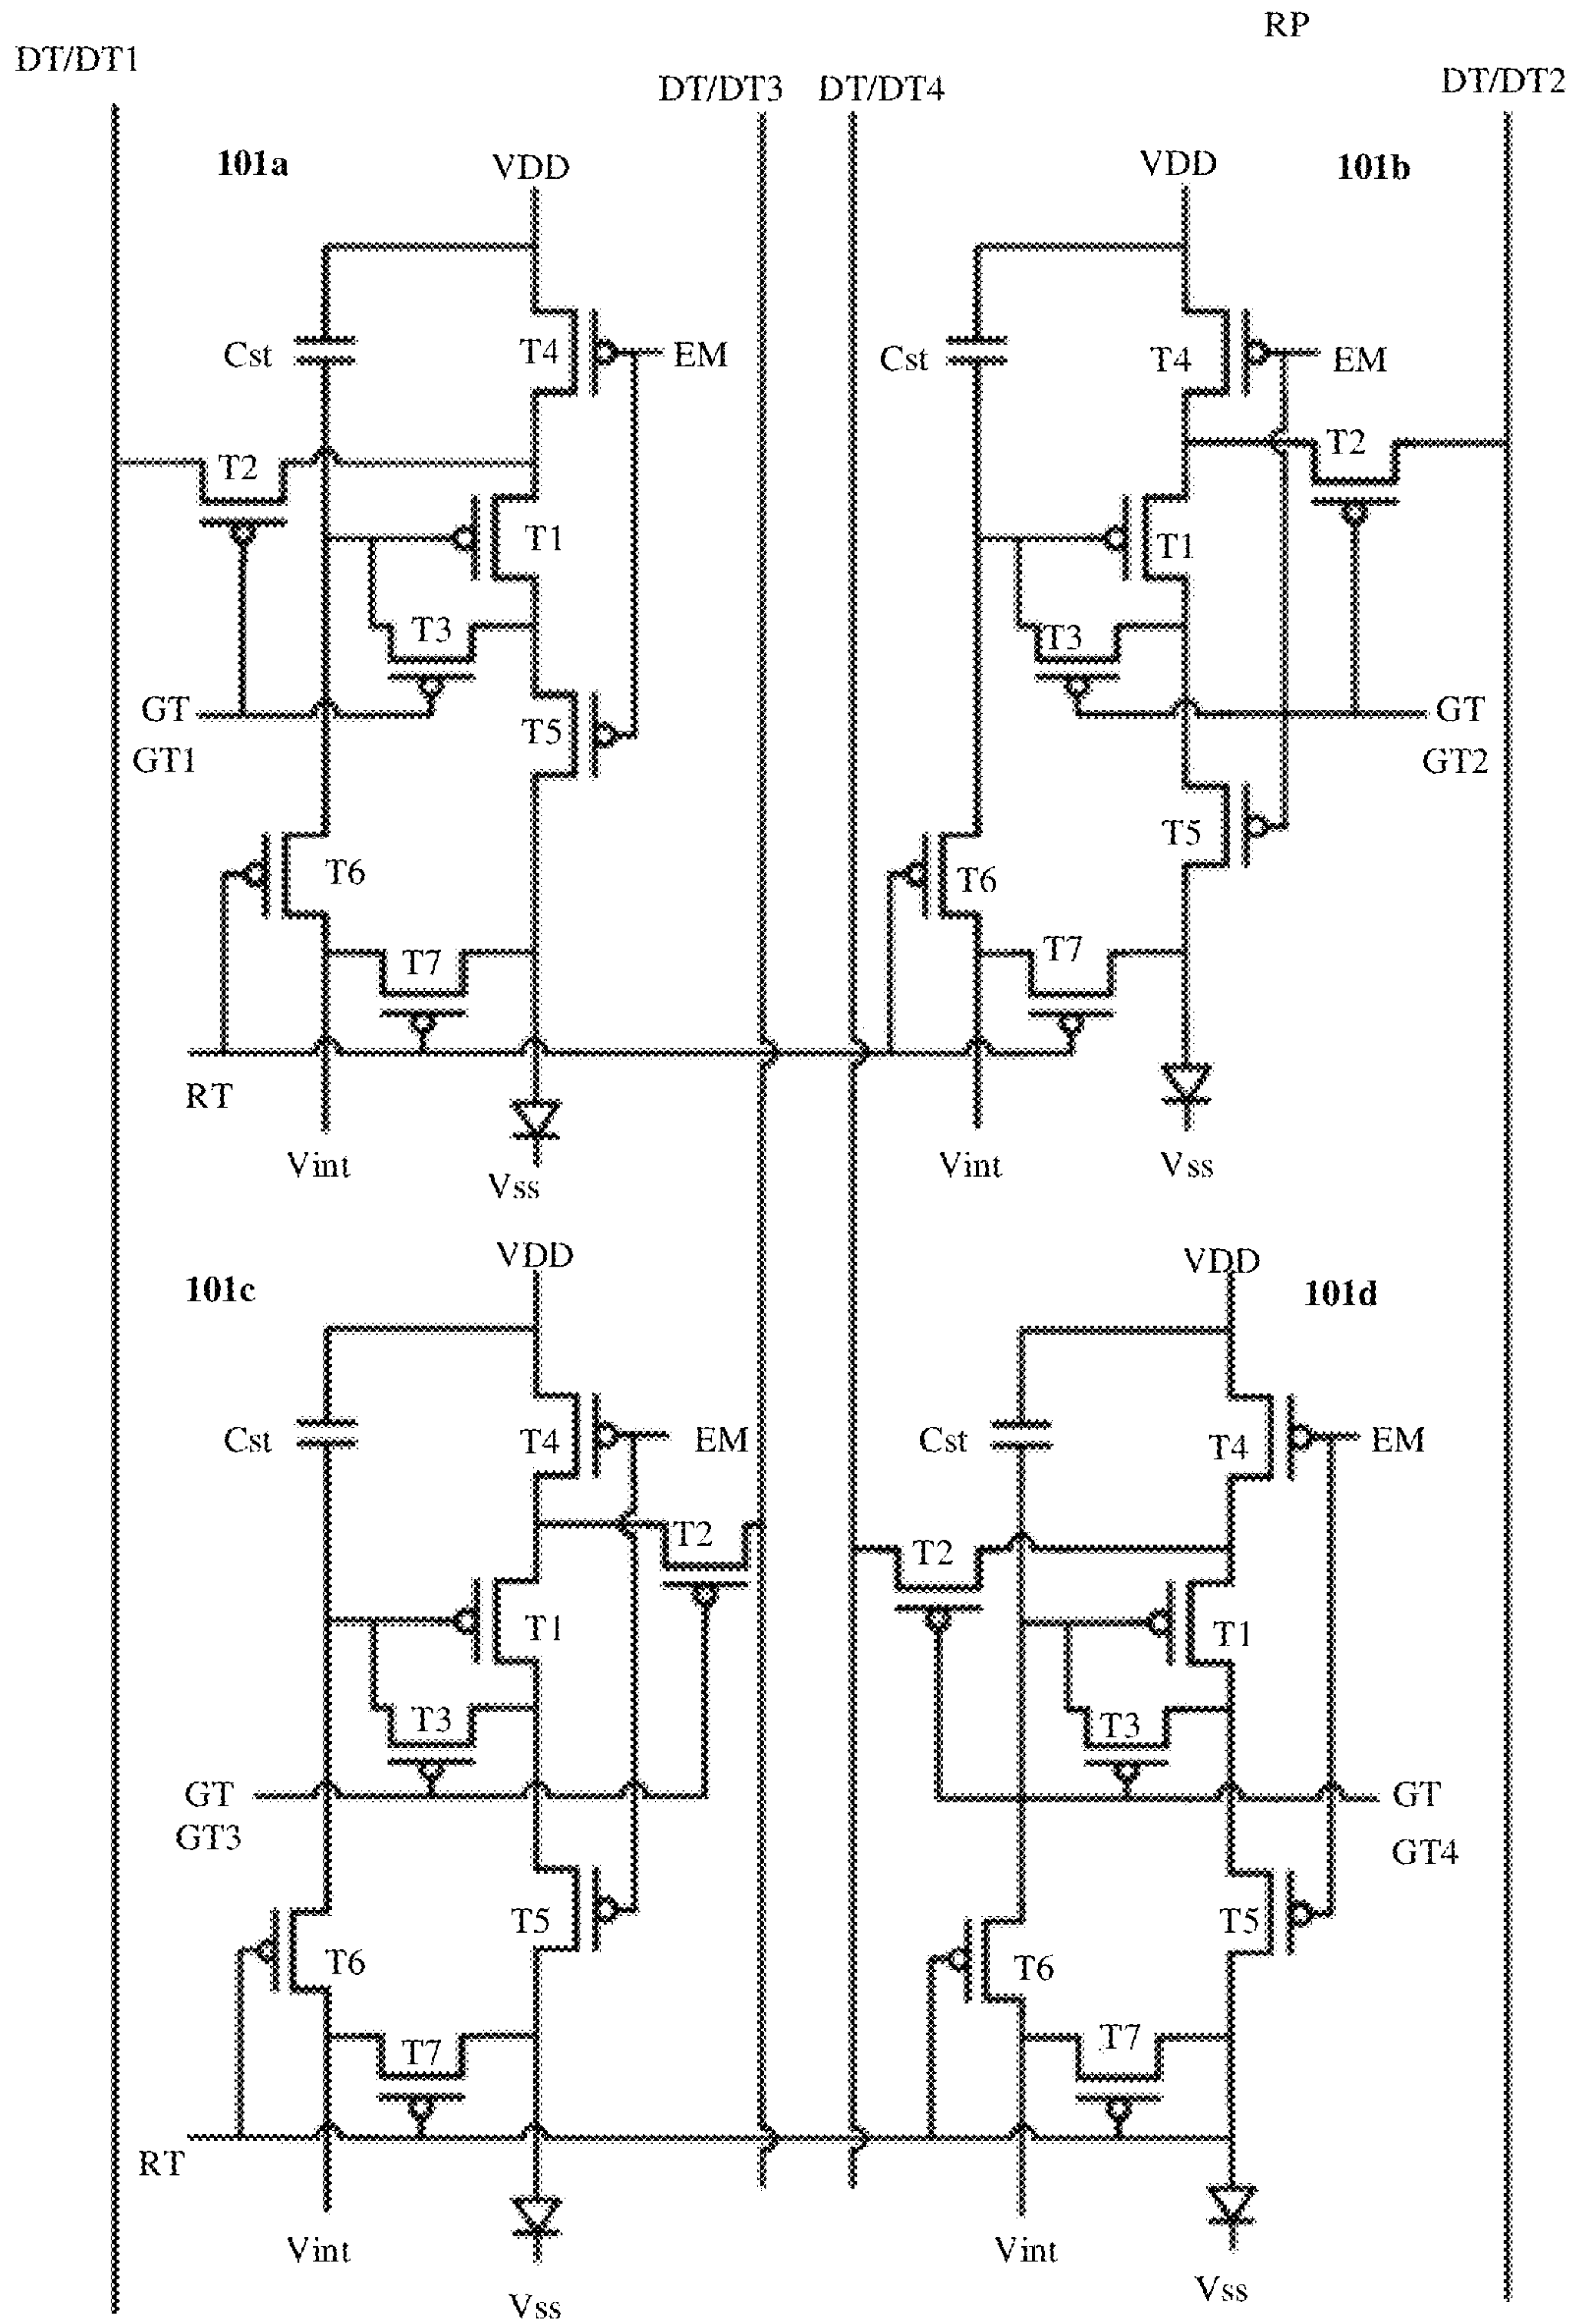 RP
DT/DT1
DT/DT3
DT/DT4
DT/DT2
101a
VDD
VDD
101b
Cst
T4
EM
Cst
T4
EM
T2
T2
T1
T1
T3
T3
GT
GT1
T5
GT
GT2
T5
T6
T6
T7
T7
RT
Vint
Vss
Vint
Vss
101c
VDD
VDD
101d
Cst
T4
EM
Cst
T4
EM
T2
T2
T1
T1
T3
T3
GT
GT3
GT
GT4
T5
T5
T6
T6
T7
T7
RT
Vint
Vss
Vint
Vss